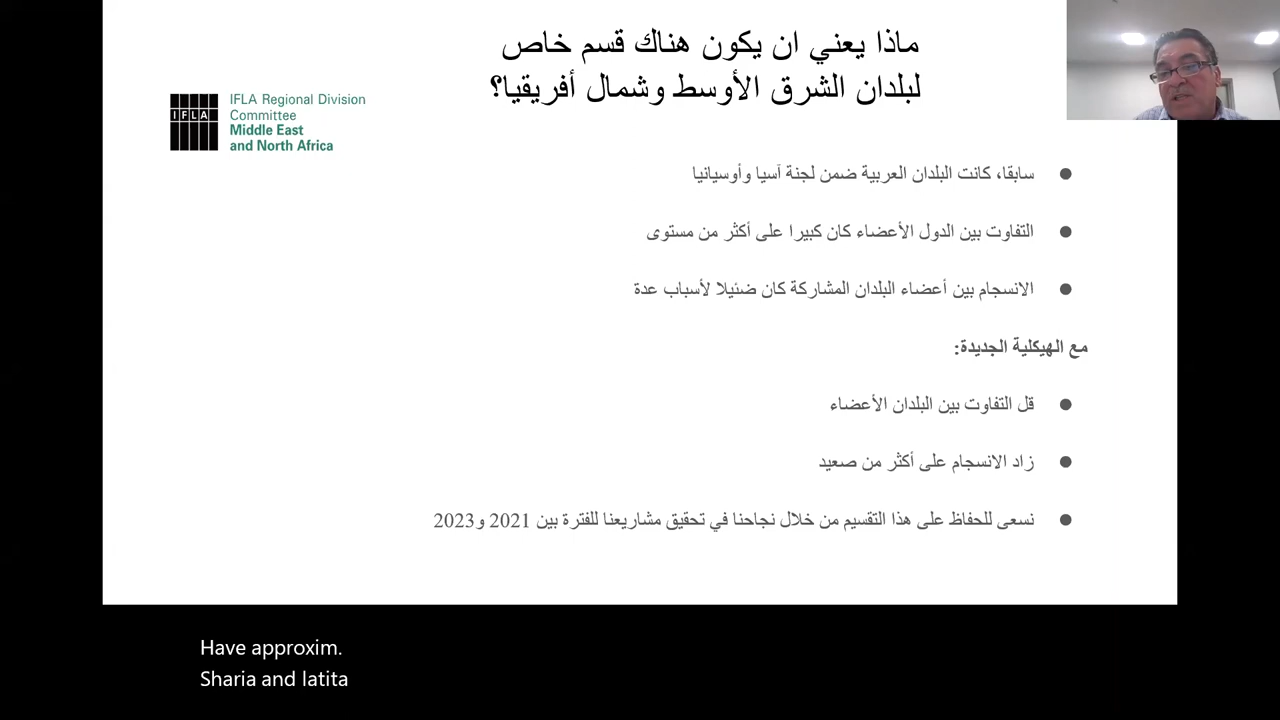 ماذا يعني ان يكون هناك قسم خاص
لبلدان الشرق الأوسط وشمال أفريقيا؟
IFLA
IFLA Regional Division
Committee
Middle East
and North Africa
● سابقا، كانت البلدان العربية ضمن لجنة آسيا وأوسيانيا
● التفاوت بين الدول الأعضاء كان كبيرا على أكثر من مستوى
● الانسجام بين أعضاء البلدان المشاركة كان ضئيلا لأسباب عدة
مع الهيكلية الجديدة:
● قل التفاوت بين البلدان الأعضاء
● زاد الانسجام على أكثر من صعيد
● نسعى للحفاظ على هذا التقسيم من خلال نجاحنا في تحقيق مشاريعنا للفترة بين 2021 و2023
Have approxim.
Sharia and latita